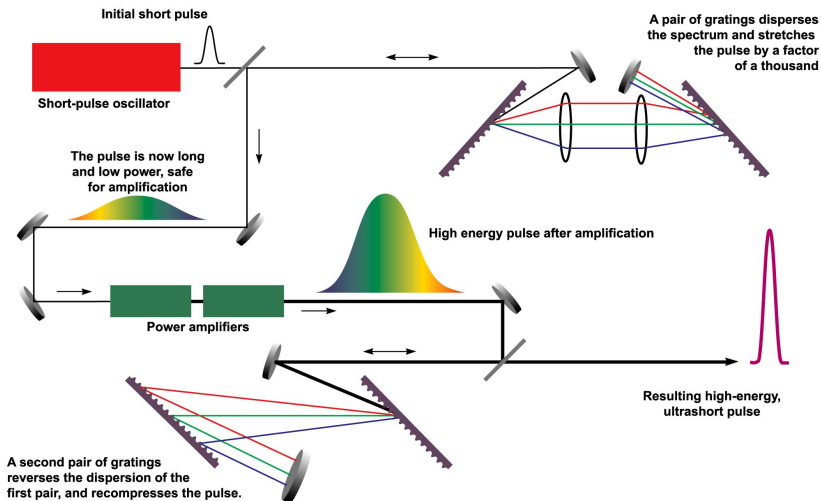 Initial short pulse
A pair of gratings disperses
the spectrum and stretches
the pulse by a factor
of a thousand
Short-pulse oscillator
The pulse is now long
and low power, safe
for amplification
High energy pulse after amplification
Power amplifiers
Resulting high-energy,
ultrashort pulse
A second pair of gratings
reverses the dispersion of the
first pair, and recompresses the pulse.